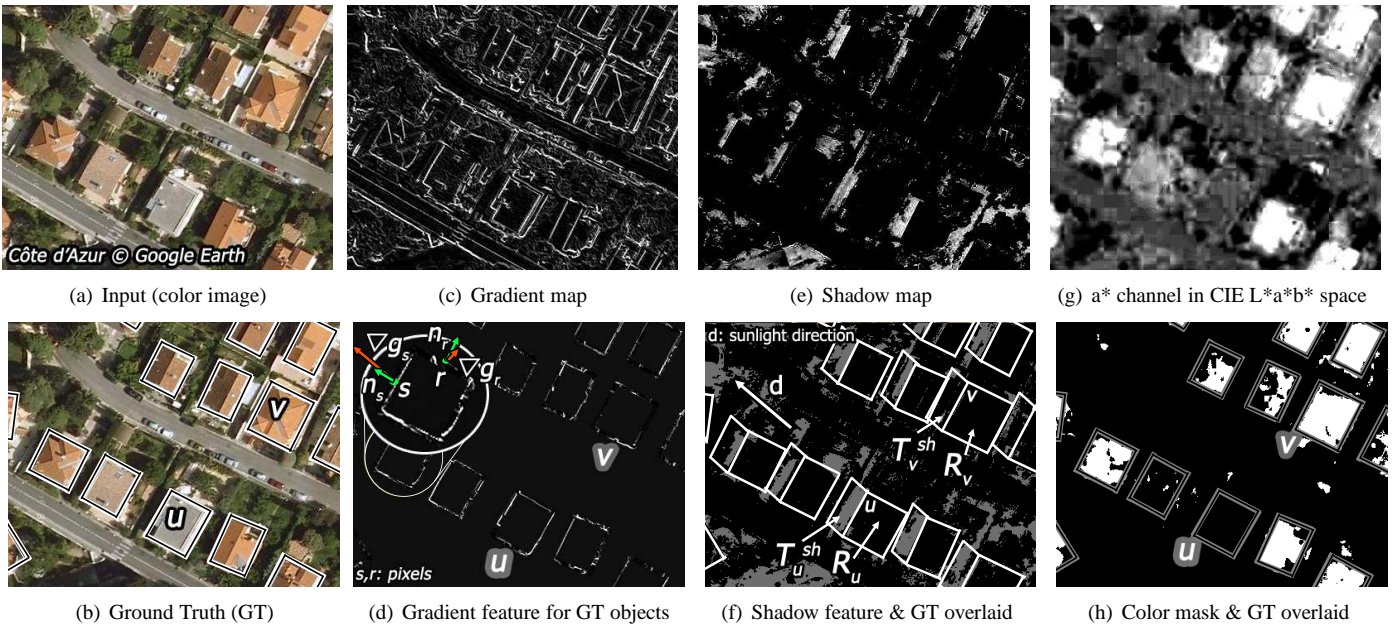 Côte d'Azur © Google Earth
(a) Input (color image)
(c) Gradient map
(e) Shadow map
(g) a* channel in CIE L*a*b* space
v
u
(b) Ground Truth (GT)
∇g_s
n_s
s
n_r
r
∇g_r
v
u
s,r: pixels
(d) Gradient feature for GT objects
d: sunlight direction
d
v
T_v^sh
R_v
u
T_u^sh
R_u
(f) Shadow feature & GT overlaid
v
u
(h) Color mask & GT overlaid